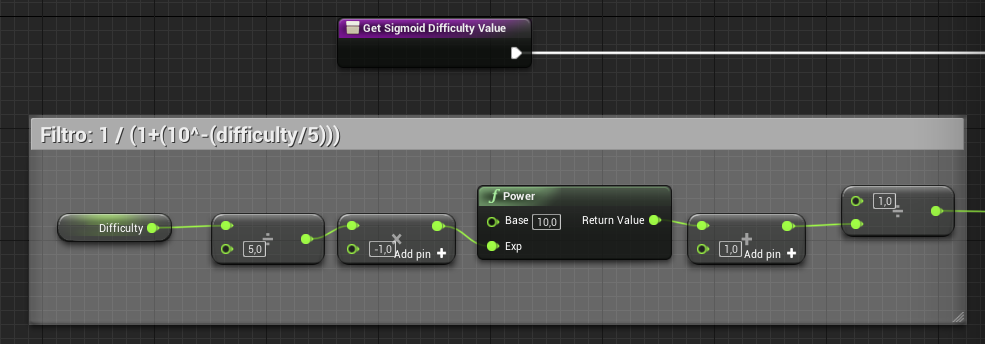 Get Sigmoid Difficulty Value
Filtro: 1 / (1+(10^-(difficulty/5)))
Difficulty
÷
5,0
×
-1,0
Add pin +
f Power
Base 10,0
Return Value
Exp
+
1,0
Add pin +
1,0
÷